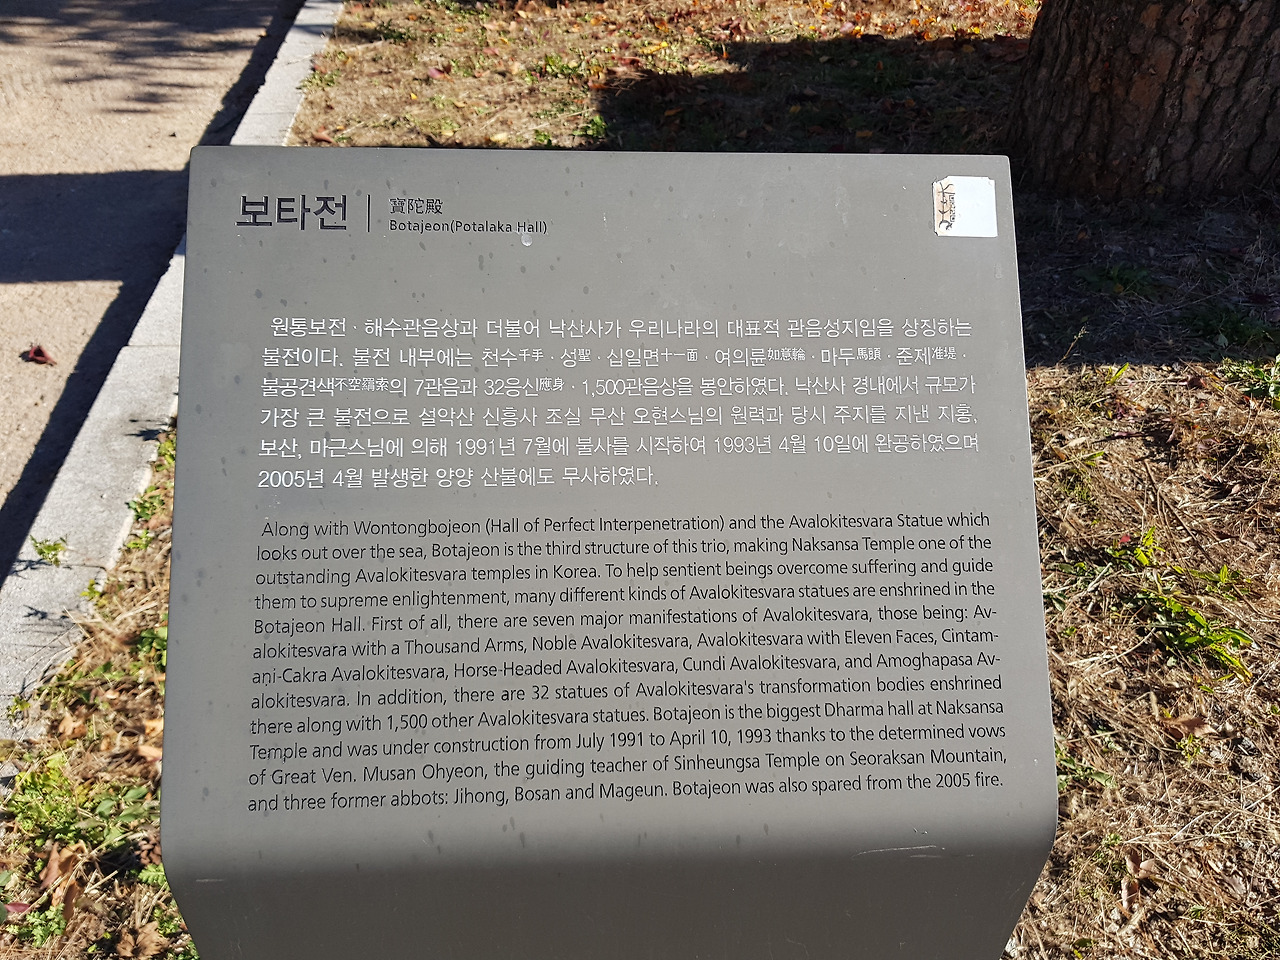 보타전
寶陀殿
Botajeon(Potalaka Hall)
원통보전 · 해수관음상과 더불어 낙산사가 우리나라의 대표적 관음성지임을 상징하는
불전이다. 불전 내부에는 천수千手 · 성聖 · 십일면十一面 · 여의륜如意輪 · 마두馬頭 · 준제准堤 ·
불공견색不空羂索의 7관음과 32응신應身 · 1,500관음상을 봉안하였다. 낙산사 경내에서 규모가
가장 큰 불전으로 설악산 신흥사 조실 무산 오현스님의 원력과 당시 주지를 지낸 지홍,
보산, 마근스님에 의해 1991년 7월에 불사를 시작하여 1993년 4월 10일에 완공하였으며
2005년 4월 발생한 양양 산불에도 무사하였다.
Along with Wontongbojeon (Hall of Perfect Interpenetration) and the Avalokitesvara Statue which
looks out over the sea, Botajeon is the third structure of this trio, making Naksansa Temple one of the
outstanding Avalokitesvara temples in Korea. To help sentient beings overcome suffering and guide
them to supreme enlightenment, many different kinds of Avalokitesvara statues are enshrined in the
Botajeon Hall. First of all, there are seven major manifestations of Avalokitesvara, those being: Av-
alokitesvara with a Thousand Arms, Noble Avalokitesvara, Avalokitesvara with Eleven Faces, Cintam-
ani-Cakra Avalokitesvara, Horse-Headed Avalokitesvara, Cundi Avalokitesvara, and Amoghapasa Av-
alokitesvara. In addition, there are 32 statues of Avalokitesvara's transformation bodies enshrined
there along with 1,500 other Avalokitesvara statues. Botajeon is the biggest Dharma hall at Naksansa
Temple and was under construction from July 1991 to April 10, 1993 thanks to the determined vows
of Great Ven. Musan Ohyeon, the guiding teacher of Sinheungsa Temple on Seoraksan Mountain,
and three former abbots: Jihong, Bosan and Mageun. Botajeon was also spared from the 2005 fire.